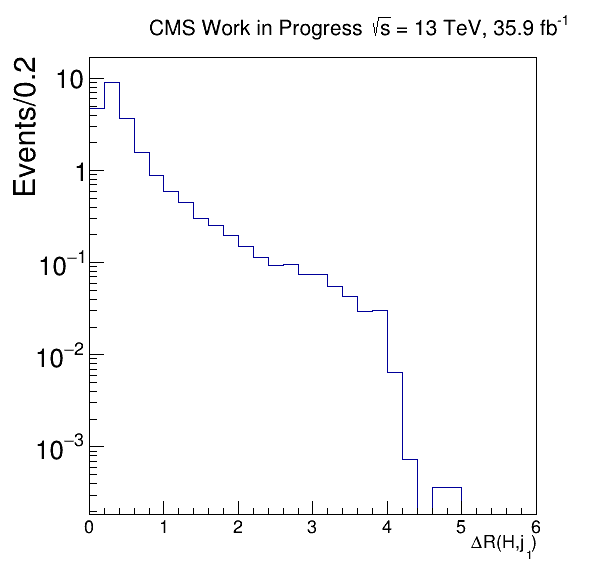 CMS Work in Progress √s = 13 TeV, 35.9 fb⁻¹
Events/0.2
10
1
10⁻¹
10⁻²
10⁻³
0 1 2 3 4 5 6
ΔR(H,j₁)